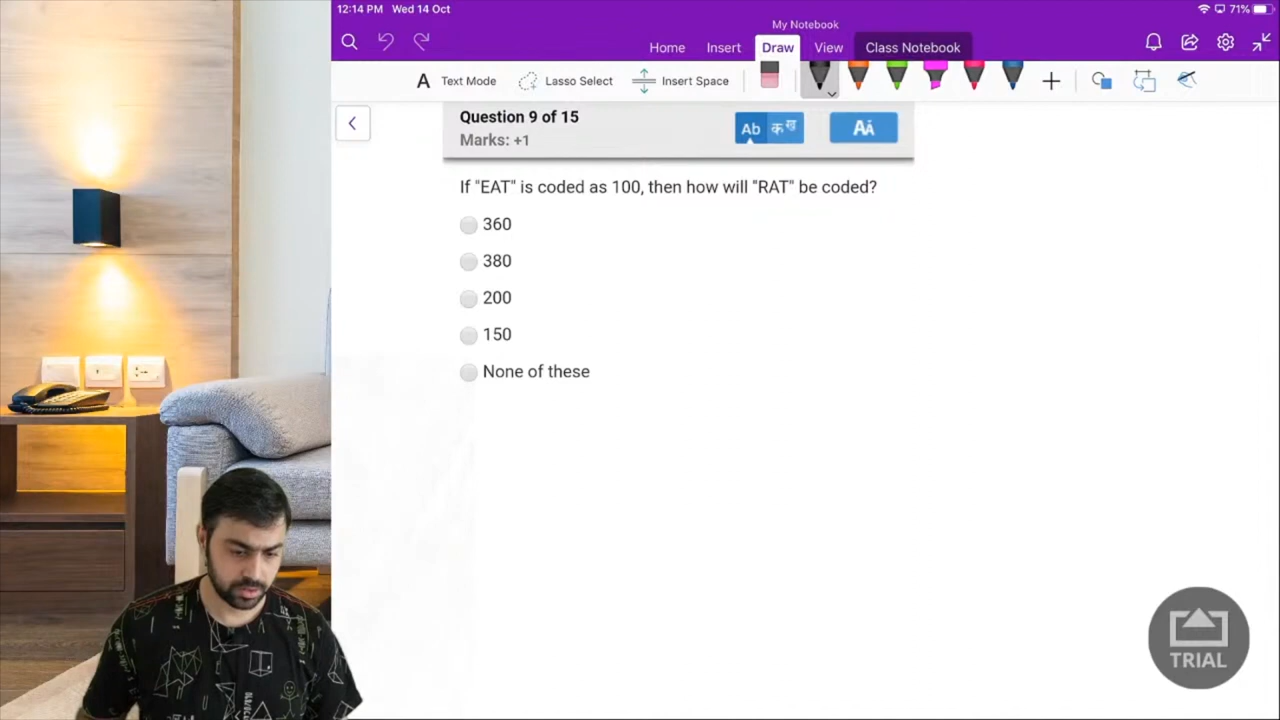 12:14 PM Wed 14 Oct
71%
My Notebook
Home Insert Draw View Class Notebook
A Text Mode Lasso Select Insert Space
Question 9 of 15
Marks: +1
Ab क ख
AA
If "EAT" is coded as 100, then how will "RAT" be coded?
360
380
200
150
None of these
TRIAL